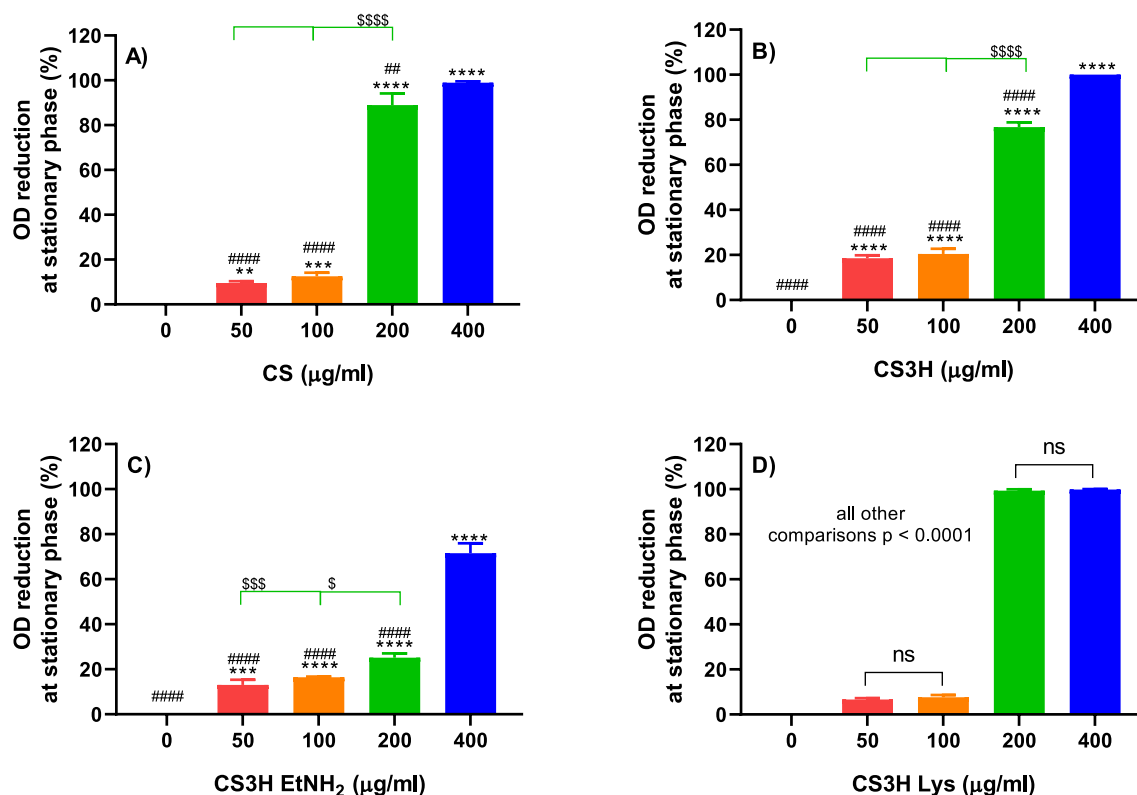 A)
OD reduction
at stationary phase (%)
120
100
80
60
40
20
0
$$$$
####
**
####
***
##
****
****
0 50 100 200 400
CS (μg/ml)
B)
OD reduction
at stationary phase (%)
120
100
80
60
40
20
0
$$$$
####
####
****
####
****
####
****
****
0 50 100 200 400
CS3H (μg/ml)
C)
OD reduction
at stationary phase (%)
120
100
80
60
40
20
0
$$$ $
####
####
***
####
****
####
****
****
0 50 100 200 400
CS3H EtNH₂ (μg/ml)
D)
OD reduction
at stationary phase (%)
120
100
80
60
40
20
0
ns
all other
comparisons p < 0.0001
ns
0 50 100 200 400
CS3H Lys (μg/ml)